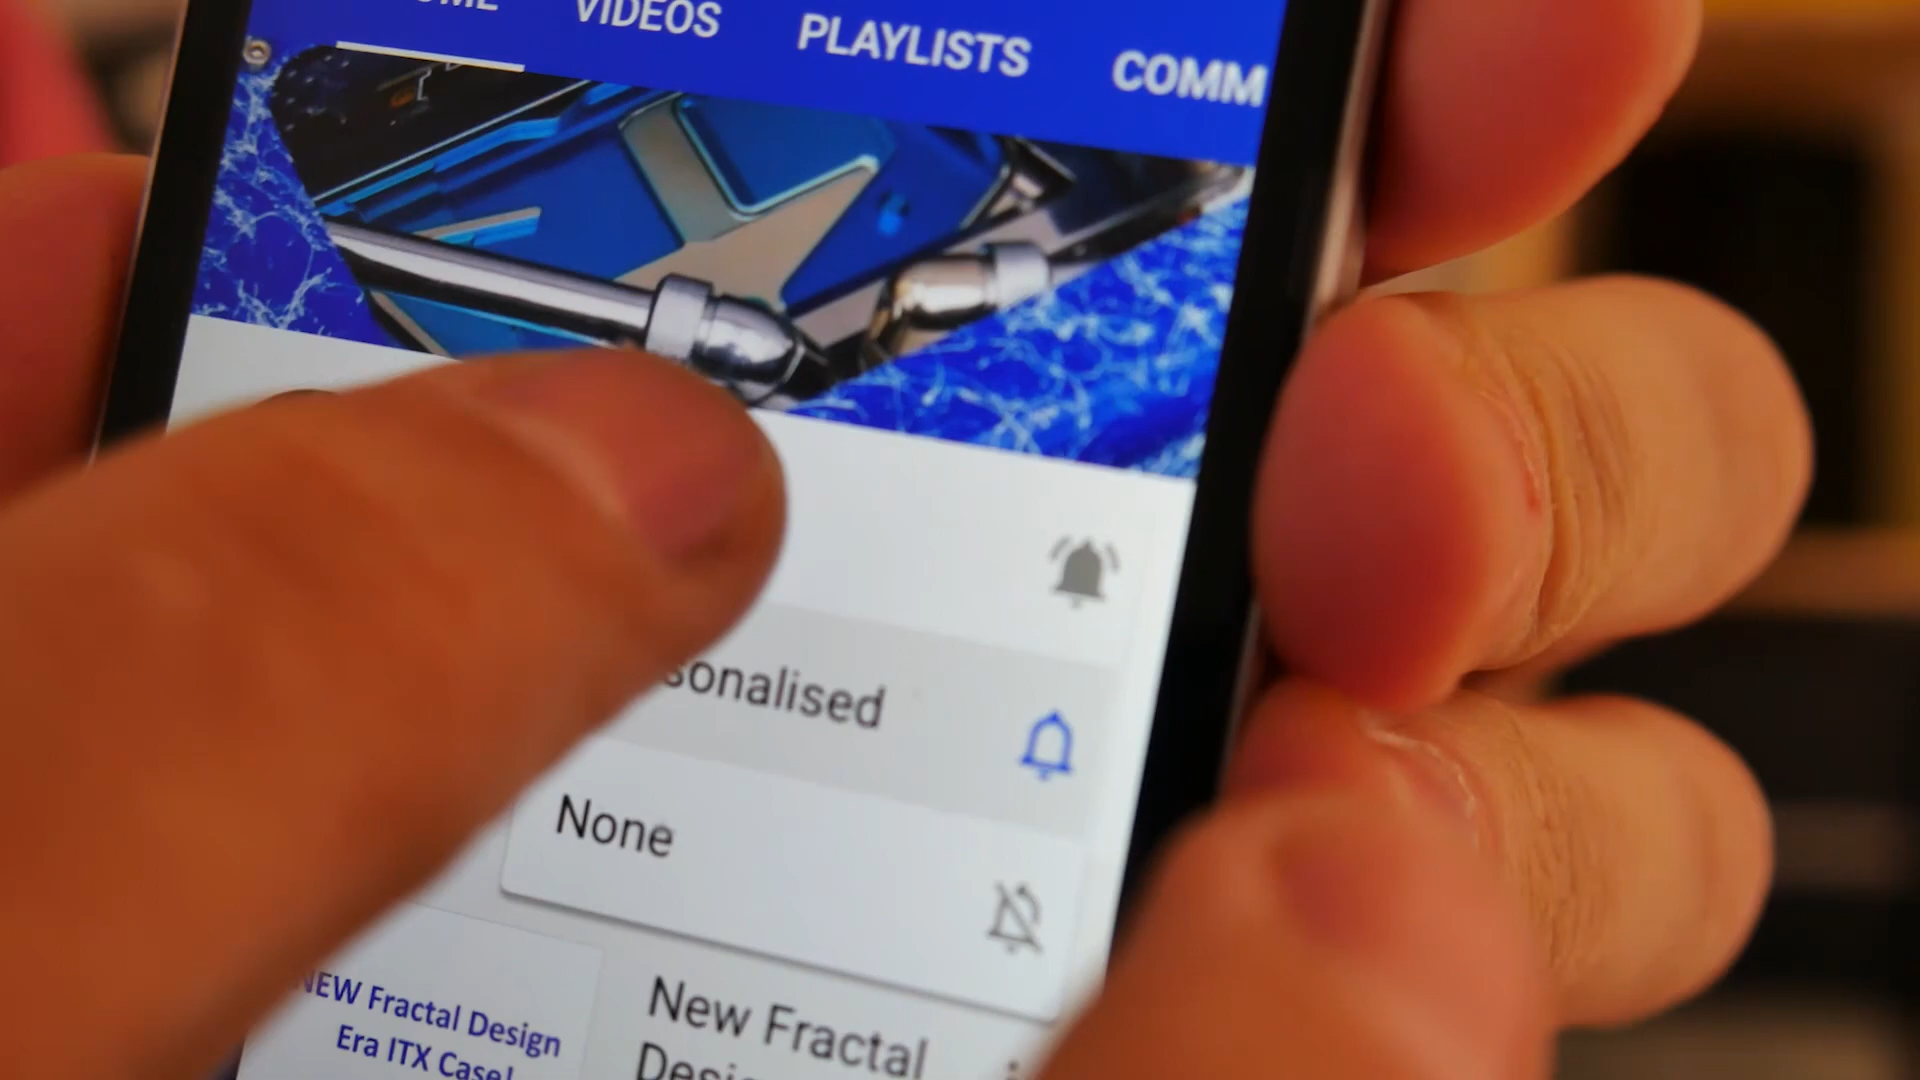 VIDEOS PLAYLISTS COMM
sonalised
None
NEW Fractal Design
Era ITX Case!
New Fractal